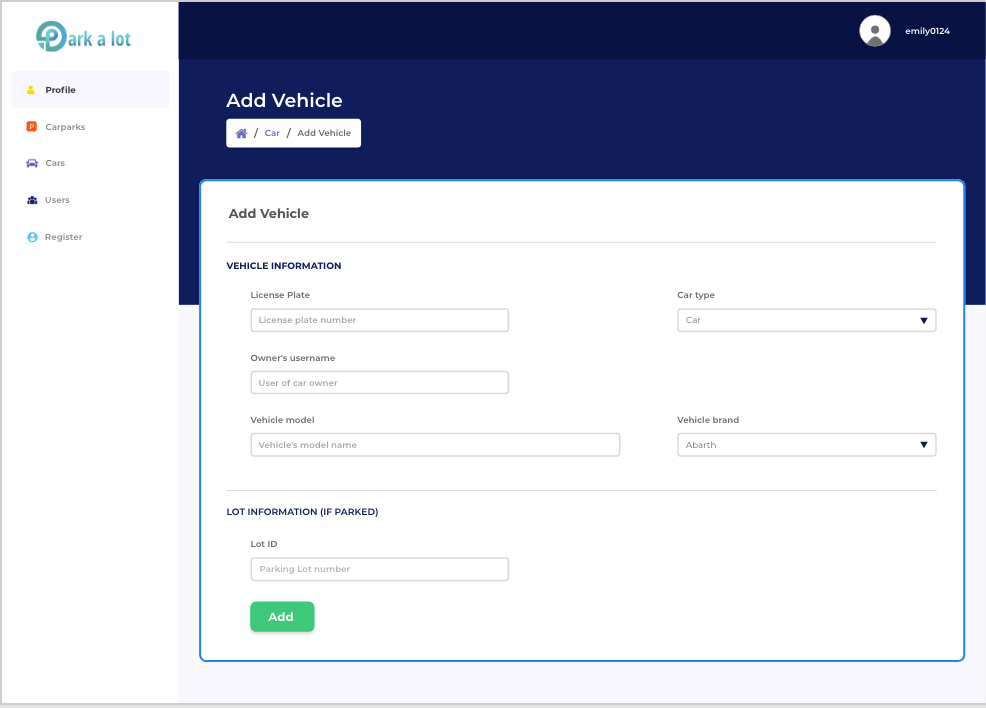 Park a lot
emily0124
Profile
P
Carparks
Cars
Users
Register
Add Vehicle
/ Car / Add Vehicle
Add Vehicle
VEHICLE INFORMATION
License Plate
Car type
License plate number
Car
Owner's username
User of car owner
Vehicle model
Vehicle brand
Vehicle's model name
Abarth
LOT INFORMATION (IF PARKED)
Lot ID
Parking Lot number
Add